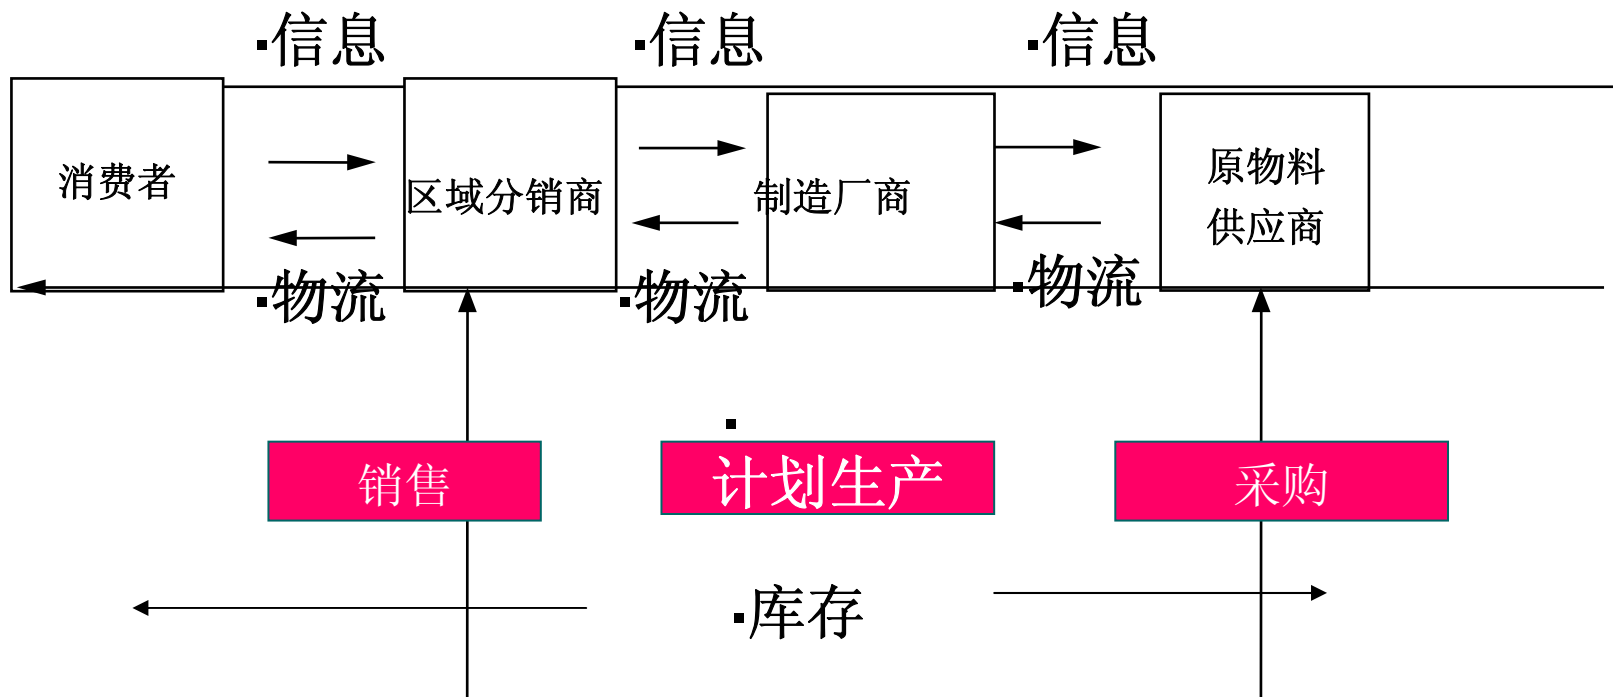 ▪信息
▪信息
▪信息
消费者
区域分销商
制造厂商
原物料
供应商
▪物流
▪物流
▪物流
▪
销售
计划生产
采购
▪库存